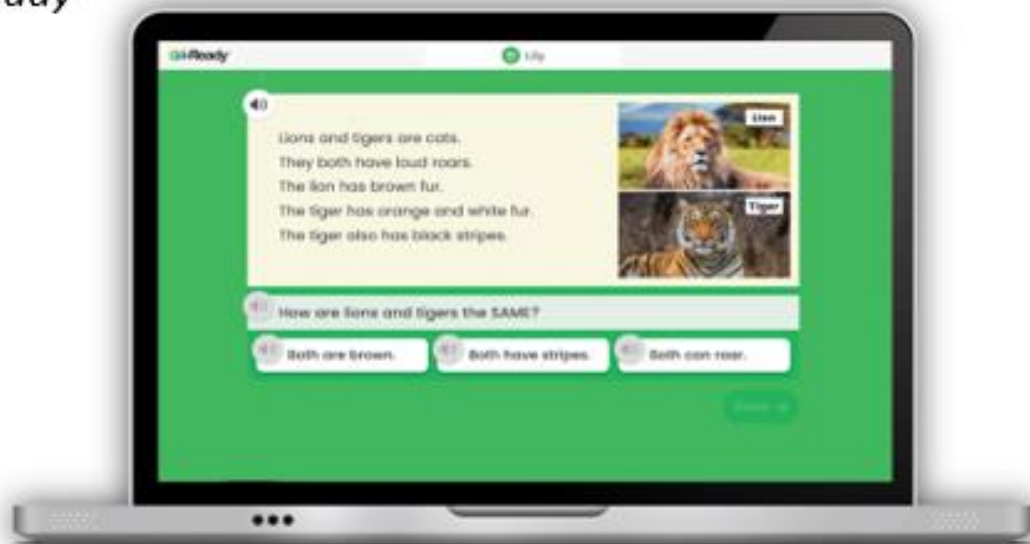 i-Ready
Lily
Lion
Lions and tigers are cats.
They both have loud roars.
The lion has brown fur.
The tiger has orange and white fur.
Tiger
The tiger also has black stripes.
How are lions and tigers the SAME?
Both are brown.
Both have stripes.
Both can roar.